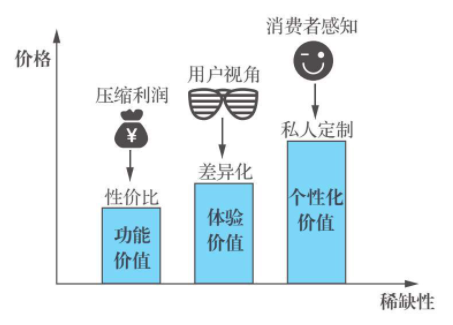 消费者感知
价格
用户视角
压缩利润
¥
私人定制
差异化
性价比
个性化
价值
体验
价值
功能
价值
稀缺性